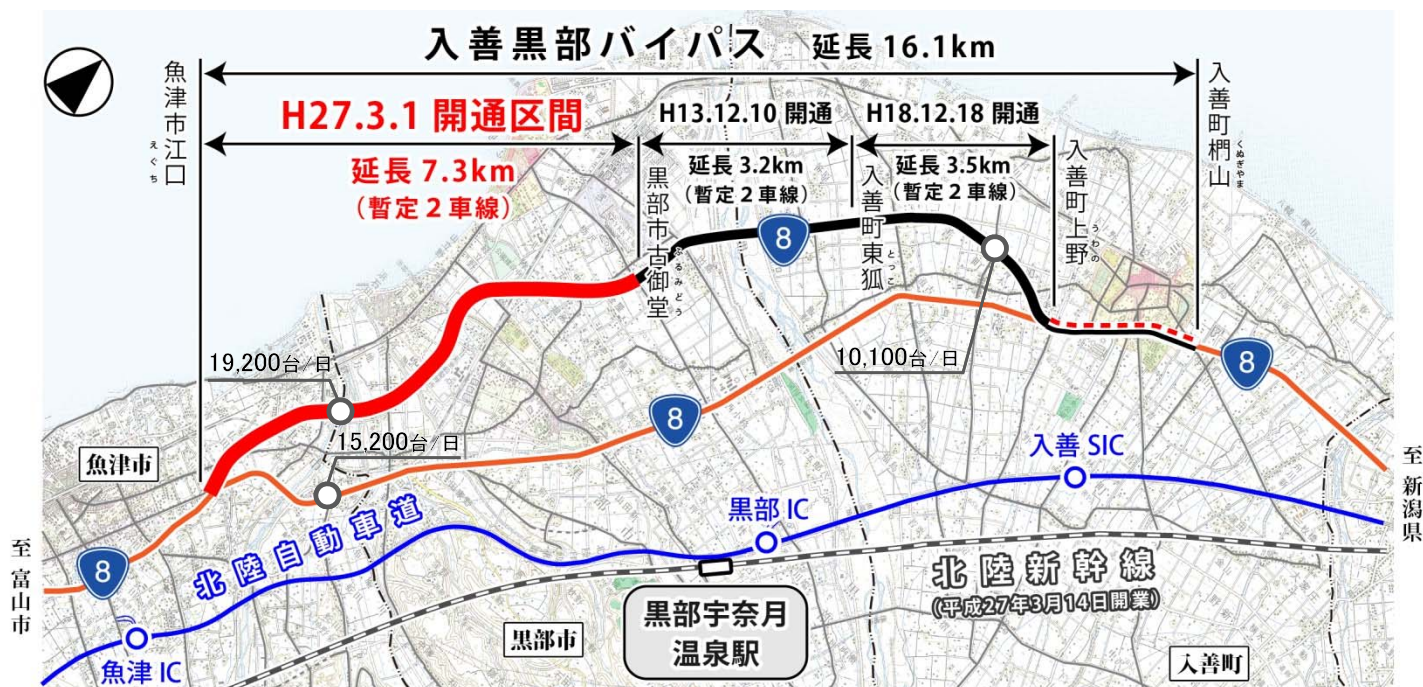 入善黒部バイパス 延長 16.1km
魚津市江口
えぐち
H27.3.1 開通区間
延長 7.3km
(暫定2車線)
H13.12.10 開通
延長 3.2km
(暫定2車線)
H18.12.18 開通
延長 3.5km
(暫定2車線)
黒部市古御堂
ふるみどう
入善町東狐
とっこ
入善町上野
うわの
入善町椚山
くぬぎやま
8
19,200台/日
10,100台/日
8
15,200台/日
8
魚津市
入善 SIC
至 新潟県
黒部 IC
北陸自動車道
8
至 富山市
北陸新幹線
(平成27年3月14日開業)
黒部宇奈月
温泉駅
黒部市
入善町
魚津 IC